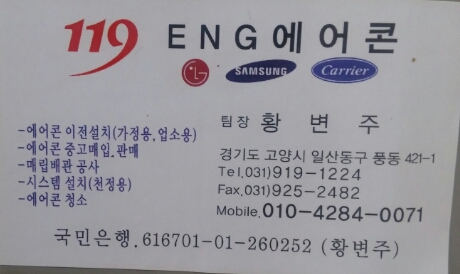 119 ENG에어콘
LG SAMSUNG Carrier
팀장 황 변 주
-에어콘 이전설치(가정용,업소용)
-에어콘 중고매입,판매
-매립배관 공사
-시스템 설치(천정용)
-에어콘 청소
경기도 고양시 일산동구 풍동 421-1
Tel.031)919-1224
Fax.031)925-2482
Mobile.010-4284-0071
국민은행.616701-01-260252 (황변주)